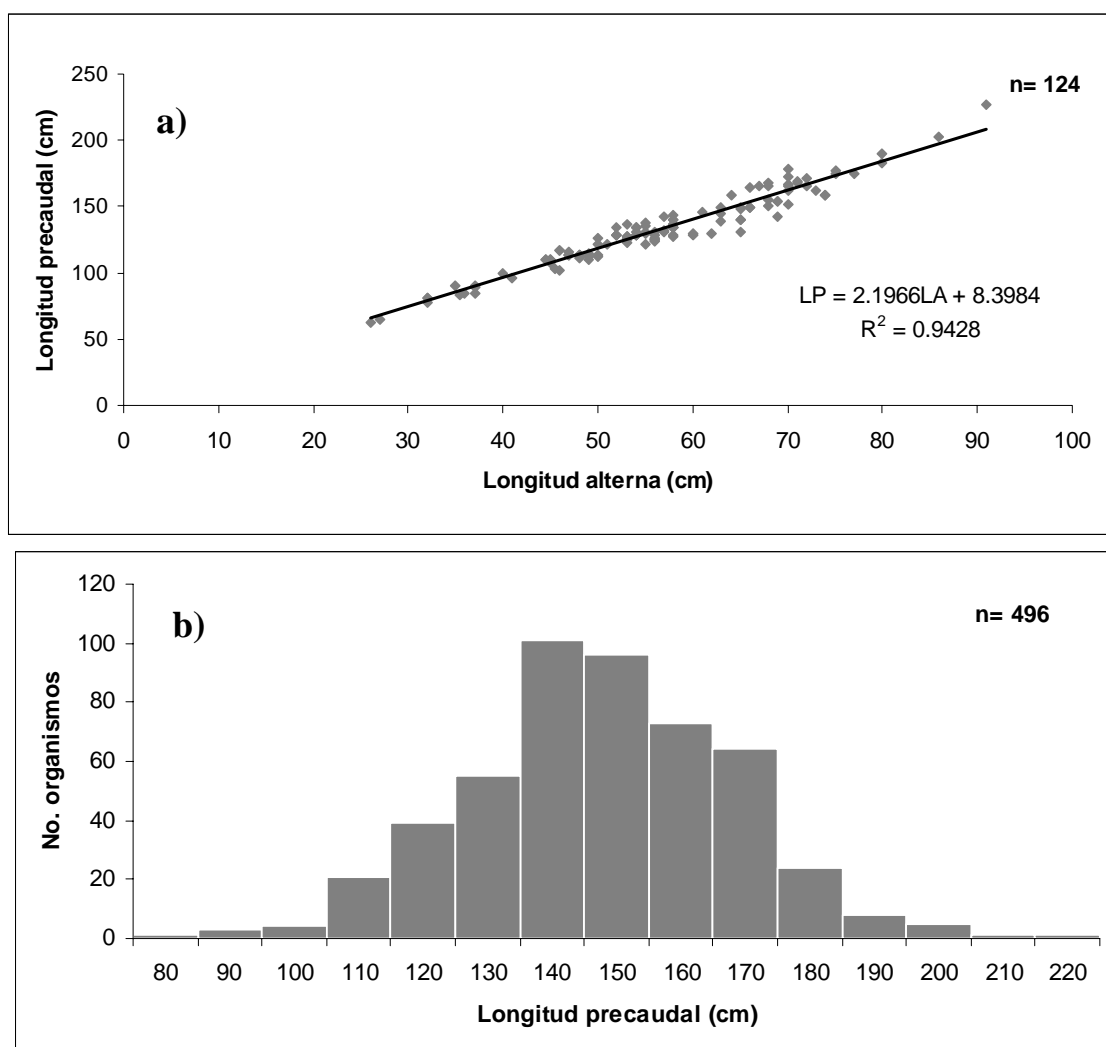 a)
n= 124
Longitud precaudal (cm)
250
200
150
100
50
0
LP = 2.1966LA + 8.3984
R² = 0.9428
0 10 20 30 40 50 60 70 80 90 100
Longitud alterna (cm)
b)
n= 496
No. organismos
120
100
80
60
40
20
0
80 90 100 110 120 130 140 150 160 170 180 190 200 210 220
Longitud precaudal (cm)